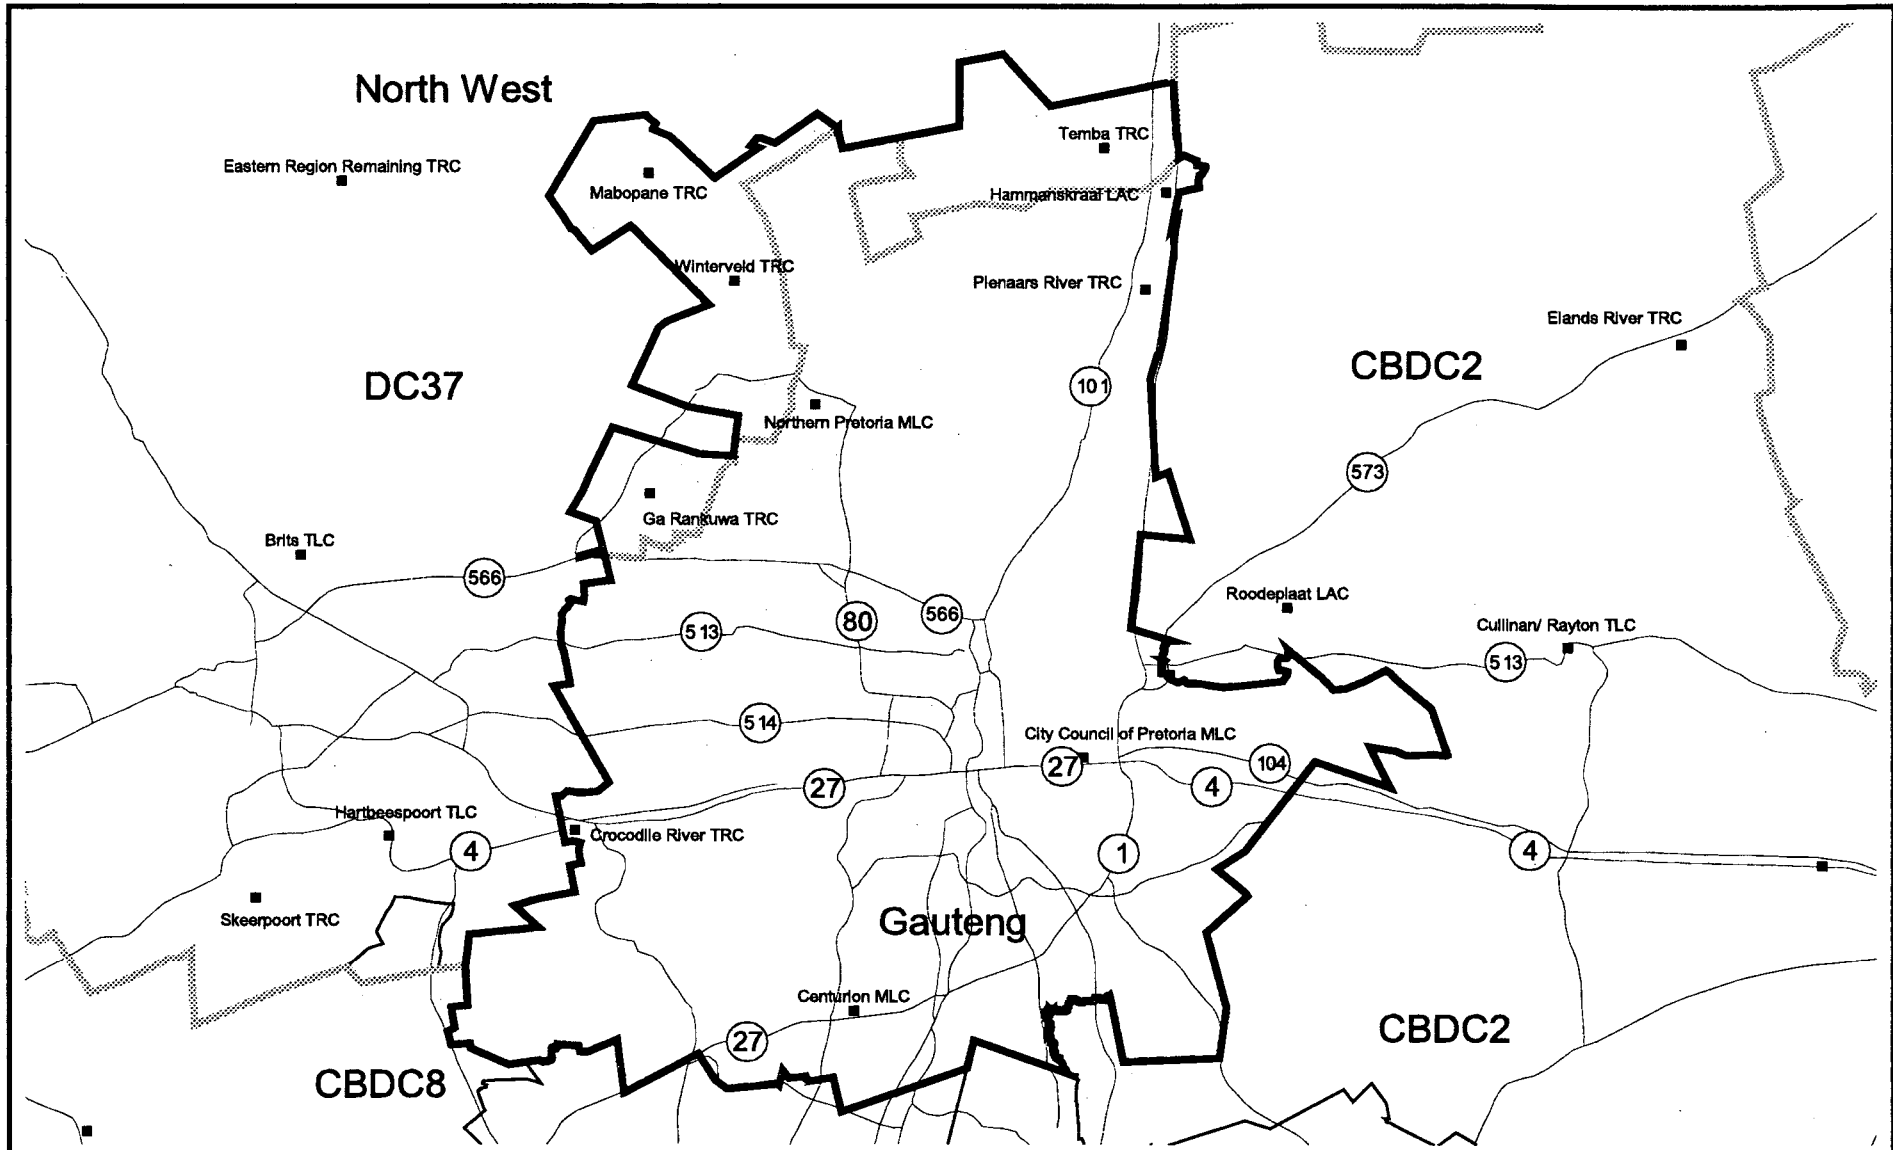 North West
Temba TRC
Eastern Region Remaining TRC
Mabopane TRC
Hammanskraal LAC
Winterveld TRC
Pienaars River TRC
Elands River TRC
DC37
CBDC2
101
Northern Pretoria MLC
573
Ga Rankuwa TRC
Brits TLC
566
Roodeplaat LAC
566
80
513
Cullinan/ Rayton TLC
513
514
City Council of Pretoria MLC
27
104
27
4
Hartbeespoort TLC
Crocodile River TRC
4
1
4
Skeerpoort TRC
Gauteng
Centurion MLC
27
CBDC2
CBDC8